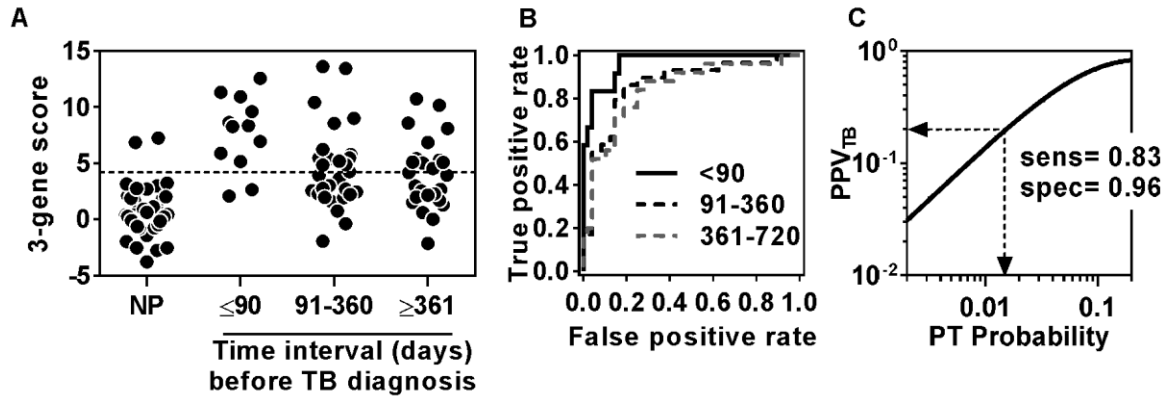 A
3-gene score
15
10
5
0
-5
NP
≤90
91-360
≥361
Time interval (days)
before TB diagnosis
B
True positive rate
1.0
0.8
0.6
0.4
0.2
0.0
<90
91-360
361-720
0.0 0.2 0.4 0.6 0.8 1.0
False positive rate
C
PPVTB
10⁰
10⁻¹
10⁻²
sens= 0.83
spec= 0.96
0.01
0.1
PT Probability